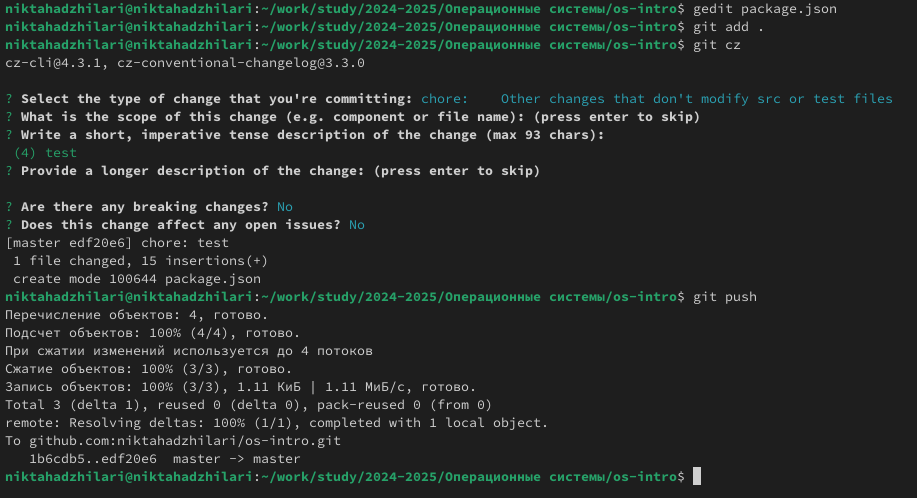 niktahadzhilari@niktahadzhilari:~/work/study/2024-2025/Операционные системы/os-intro$ gedit package.json
niktahadzhilari@niktahadzhilari:~/work/study/2024-2025/Операционные системы/os-intro$ git add .
niktahadzhilari@niktahadzhilari:~/work/study/2024-2025/Операционные системы/os-intro$ git cz
cz-cli@4.3.1, cz-conventional-changelog@3.3.0
? Select the type of change that you're committing: chore:    Other changes that don't modify src or test files
? What is the scope of this change (e.g. component or file name): (press enter to skip)
? Write a short, imperative tense description of the change (max 93 chars):
 (4) test
? Provide a longer description of the change: (press enter to skip)
? Are there any breaking changes? No
? Does this change affect any open issues? No
[master edf20e6] chore: test
 1 file changed, 15 insertions(+)
 create mode 100644 package.json
niktahadzhilari@niktahadzhilari:~/work/study/2024-2025/Операционные системы/os-intro$ git push
Перечисление объектов: 4, готово.
Подсчет объектов: 100% (4/4), готово.
При сжатии изменений используется до 4 потоков
Сжатие объектов: 100% (3/3), готово.
Запись объектов: 100% (3/3), 1.11 КиБ | 1.11 МиБ/с, готово.
Total 3 (delta 1), reused 0 (delta 0), pack-reused 0 (from 0)
remote: Resolving deltas: 100% (1/1), completed with 1 local object.
To github.com:niktahadzhilari/os-intro.git
   1b6cdb5..edf20e6  master -> master
niktahadzhilari@niktahadzhilari:~/work/study/2024-2025/Операционные системы/os-intro$